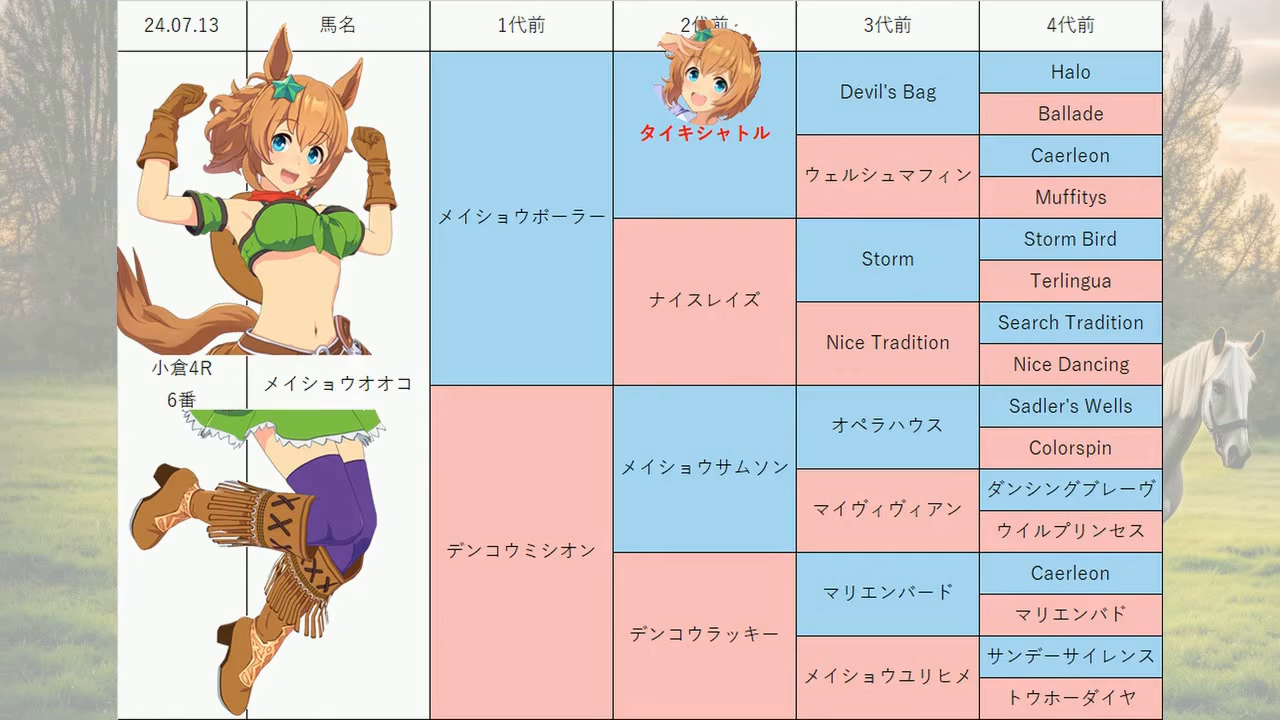 24.07.13
馬名
1代前
2代前
3代前
4代前
小倉4R
6番
メイショウオオコ
メイショウボーラー
デンコウミシオン
タイキシャトル
ナイスレイズ
メイショウサムソン
デンコウラッキー
Devil's Bag
ウェルシュマフィン
Storm
Nice Tradition
オペラハウス
マイヴィヴィアン
マリエンバード
メイショウユリヒメ
Halo
Ballade
Caerleon
Muffitys
Storm Bird
Terlingua
Search Tradition
Nice Dancing
Sadler's Wells
Colorspin
ダンシングブレーヴ
ウイルプリンセス
Caerleon
マリエンバド
サンデーサイレンス
トウホーダイヤ